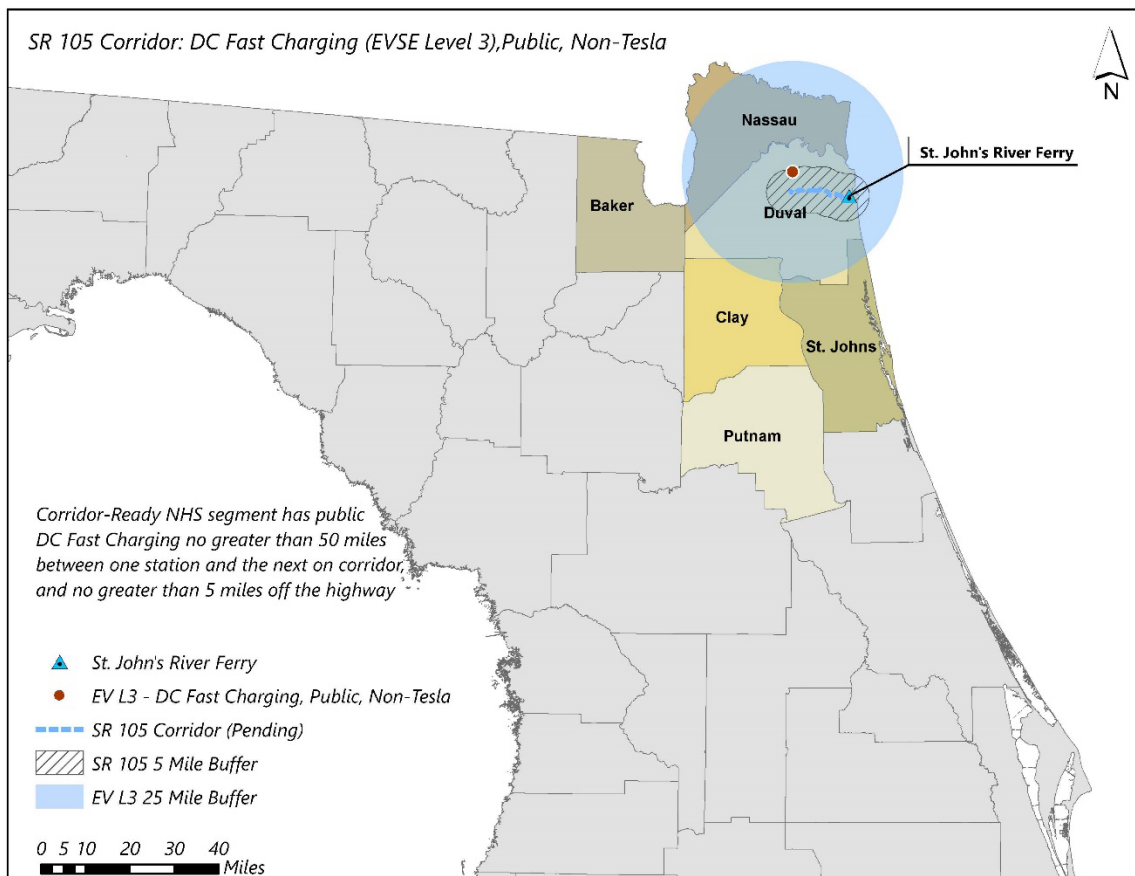 SR 105 Corridor: DC Fast Charging (EVSE Level 3),Public, Non-Tesla
N
Nassau
St. John's River Ferry
Baker
Duval
Clay
St. Johns
Putnam
Corridor-Ready NHS segment has public
DC Fast Charging no greater than 50 miles
between one station and the next on corridor,
and no greater than 5 miles off the highway
St. John's River Ferry
EV L3 - DC Fast Charging, Public, Non-Tesla
SR 105 Corridor (Pending)
SR 105 5 Mile Buffer
EV L3 25 Mile Buffer
0 5 10 20 30 40
Miles